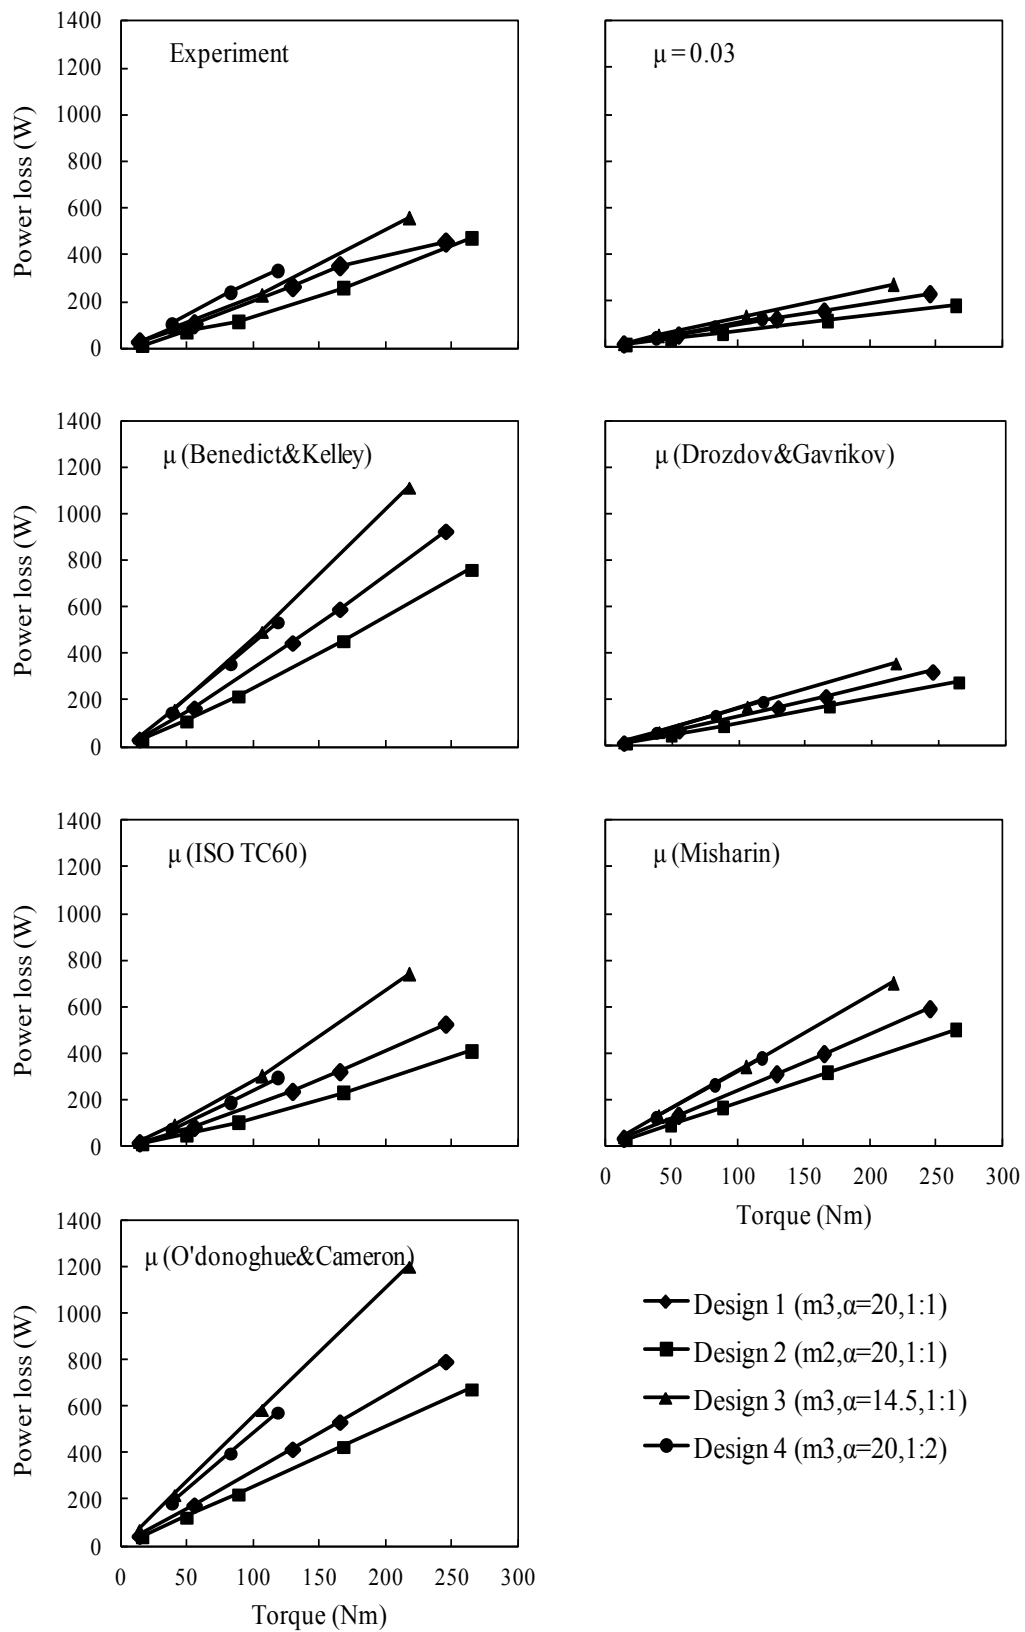 1400
1200
1000
800
600
400
200
0
Power loss (W)
Experiment
μ = 0.03
1400
1200
1000
800
600
400
200
0
Power loss (W)
μ (Benedict&Kelley)
μ (Drozdov&Gavrikov)
1400
1200
1000
800
600
400
200
0
Power loss (W)
μ (ISO TC60)
μ (Misharin)
0 50 100 150 200 250 300
Torque (Nm)
1400
1200
1000
800
600
400
200
0
Power loss (W)
μ (O'donoghue&Cameron)
0 50 100 150 200 250 300
Torque (Nm)
Design 1 (m3,α=20,1:1)
Design 2 (m2,α=20,1:1)
Design 3 (m3,α=14.5,1:1)
Design 4 (m3,α=20,1:2)